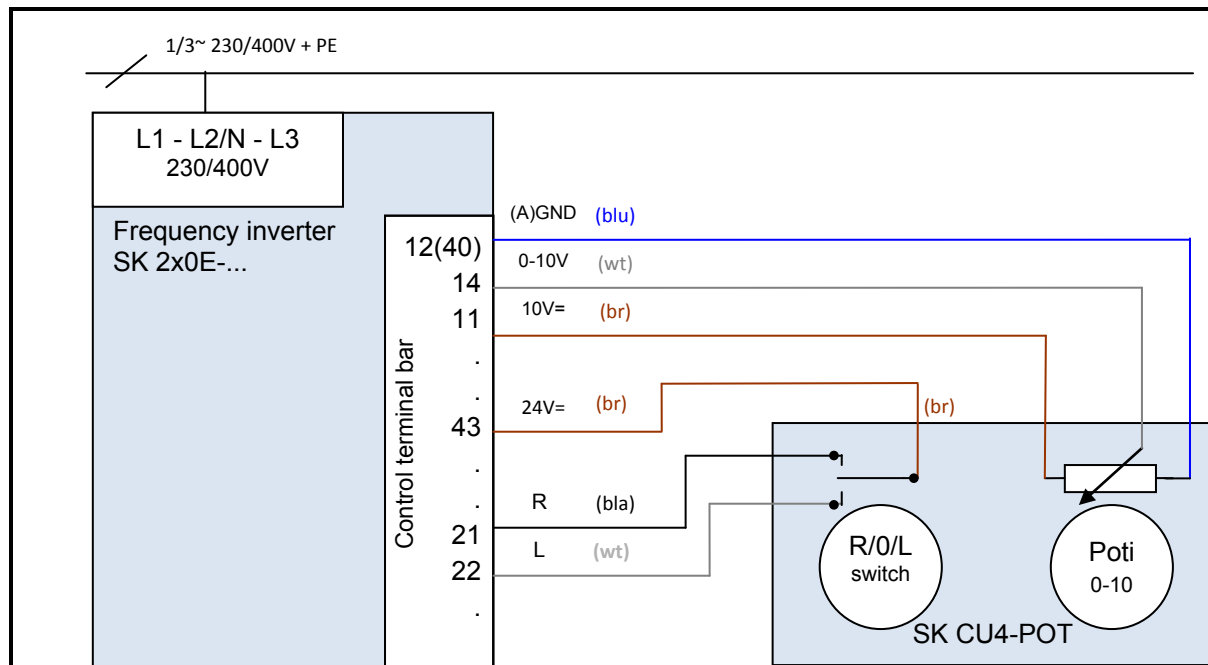 1/3~ 230/400V + PE
L1 - L2/N - L3
230/400V
Frequency inverter
SK 2x0E-...
Control terminal bar
12(40) (A)GND (blu)
14 0-10V (wt)
11 10V= (br)
.
.
43 24V= (br) (br)
.
.
21 R (bla)
22 L (wt)
.
R/0/L
switch
Poti
0-10
SK CU4-POT